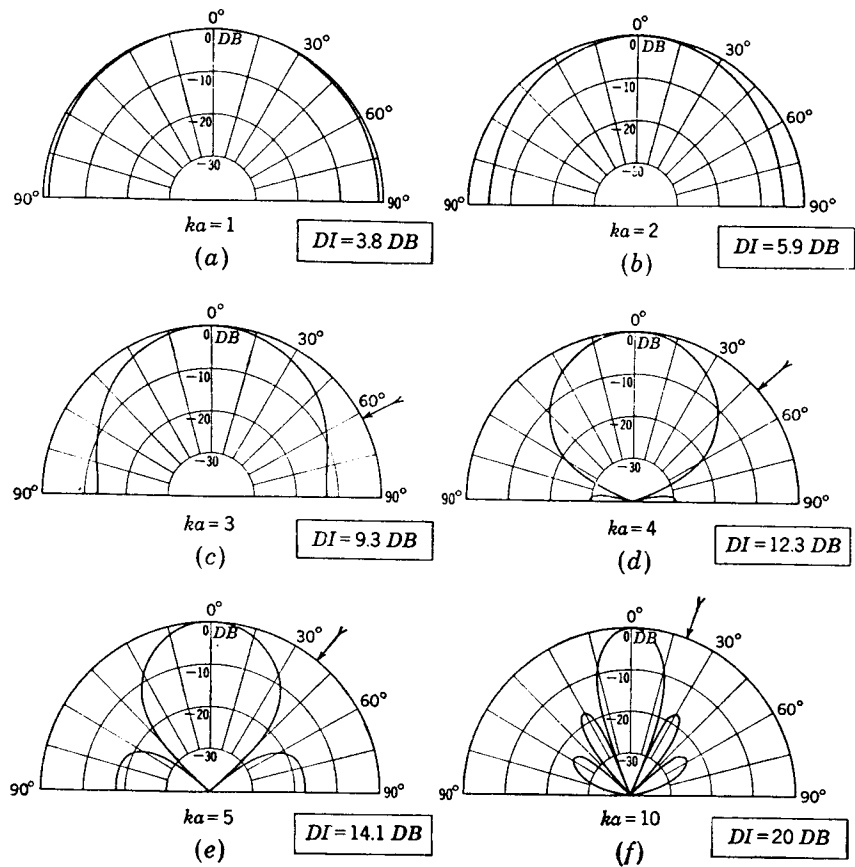 0°
0 DB
30°
-10
60°
-20
-30
90°
90°
ka=1
(a)
DI=3.8 DB
0°
0 DB
30°
-10
60°
-20
90°
90°
ka=2
(b)
DI=5.9 DB
0°
0 DB
30°
-10
60°
-20
-30
90°
90°
ka=3
(c)
DI=9.3 DB
0°
0 DB
30°
-10
60°
-20
-30
90°
90°
ka=4
(d)
DI=12.3 DB
0°
0 DB
30°
-10
60°
-20
-30
90°
90°
ka=5
(e)
DI=14.1 DB
0°
0 DB
30°
-10
60°
-20
-30
90°
90°
ka=10
(f)
DI=20 DB